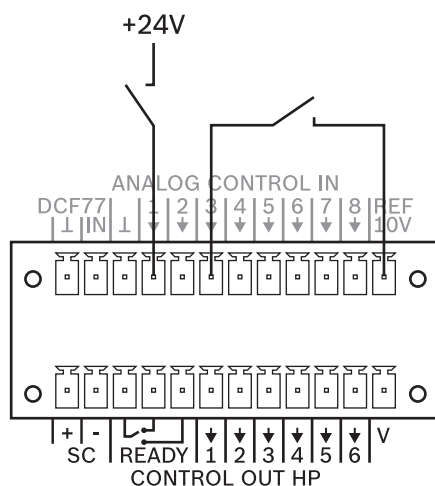 +24V
ANALOG CONTROL IN
DCF77 1 2 3 4 5 6 7 8 REF
⊥ IN ⊥ ↓ ↓ ↓ ↓ ↓ ↓ ↓ ↓ 10V
+ - ↓ ↓ ↓ ↓ ↓ ↓ V
SC READY 1 2 3 4 5 6
CONTROL OUT HP